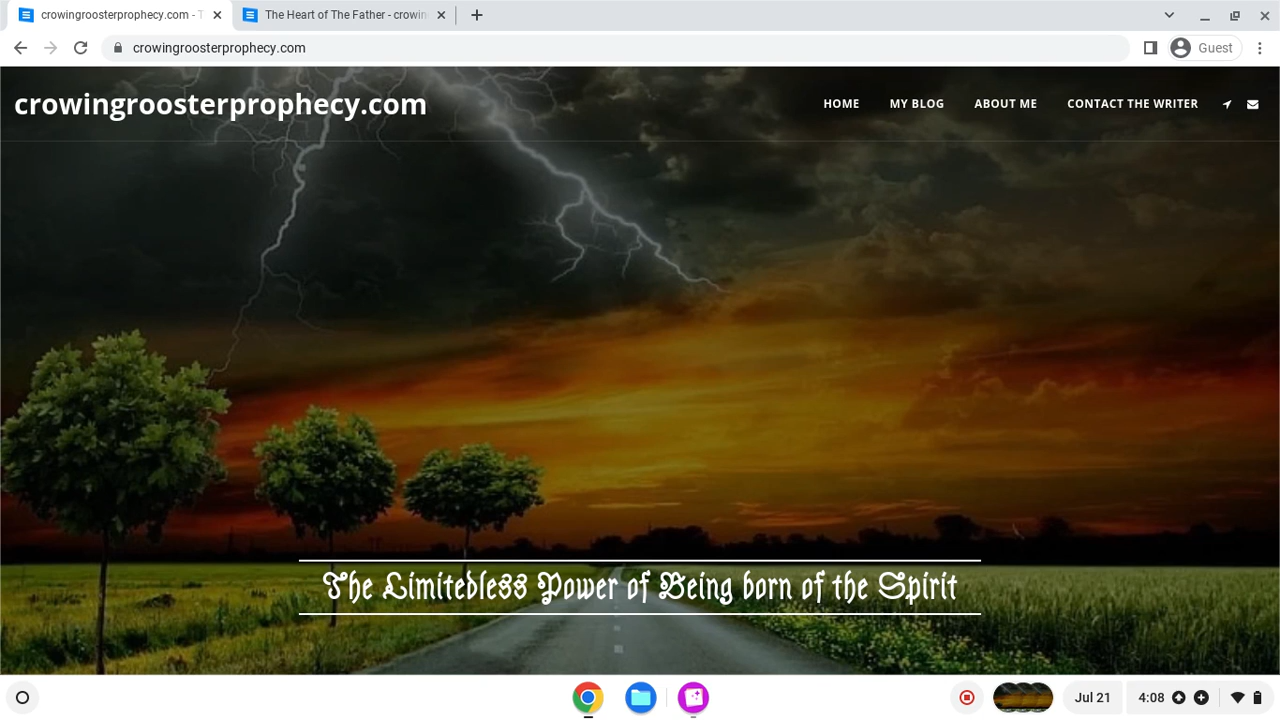 crowingroosterprophecy.com - T
The Heart of The Father - crowin
crowingroosterprophecy.com
Guest
crowingroosterprophecy.com
HOME MY BLOG ABOUT ME CONTACT THE WRITER
The Limitebless Power of Being born of the Spirit
Jul 21 4:08